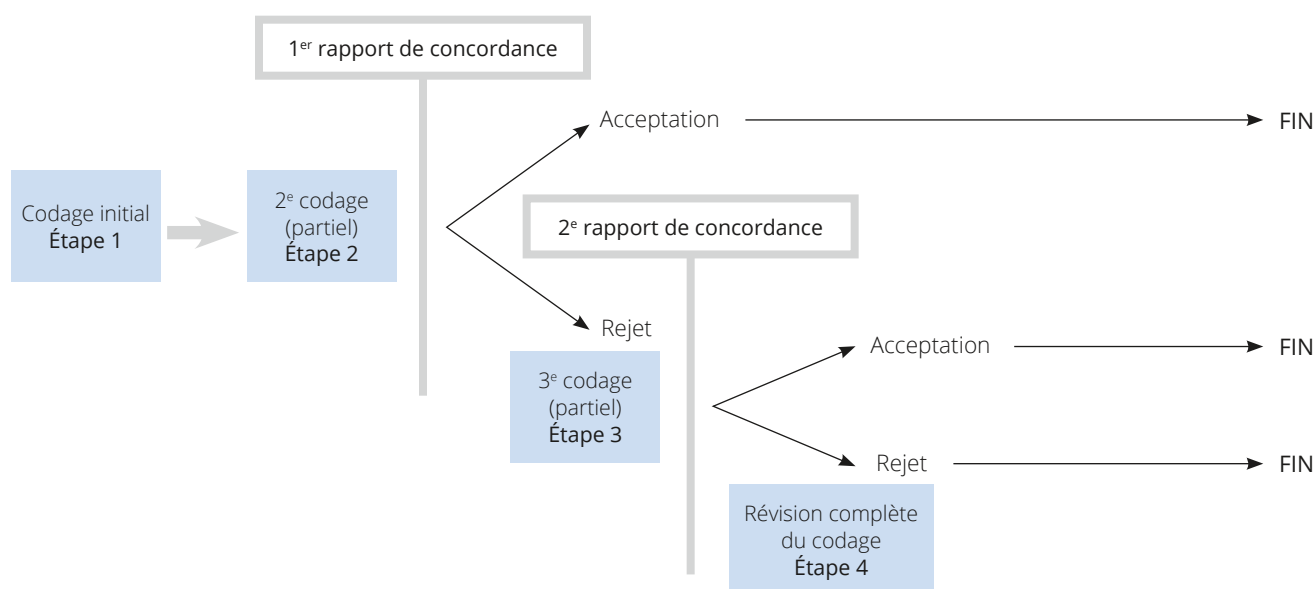 1er rapport de concordance
Acceptation
FIN
Codage initial
Étape 1
2e codage
(partiel)
Étape 2
2e rapport de concordance
Rejet
3e codage
(partiel)
Étape 3
Acceptation
FIN
Rejet
FIN
Révision complète
du codage
Étape 4